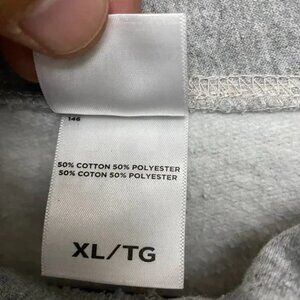 146
50% COTTON 50% POLYESTER
50% COTON 50% POLYESTER
XL/TG